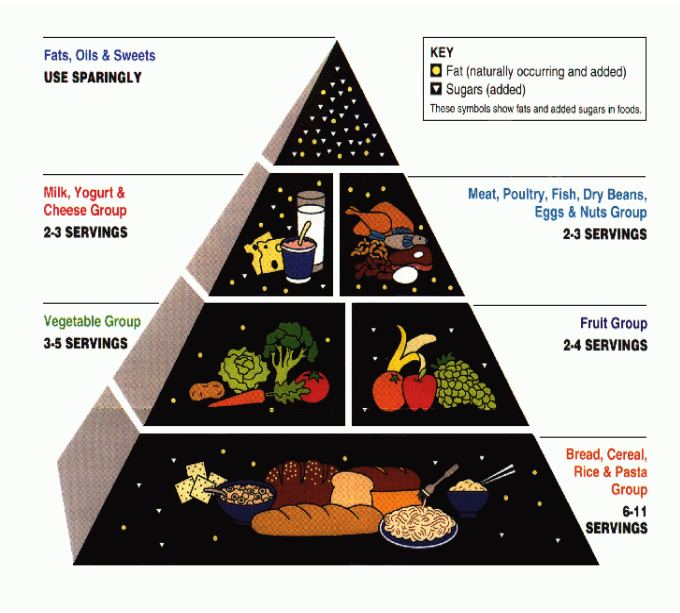 Fats, Oils & Sweets
USE SPARINGLY
KEY
Fat (naturally occurring and added)
Sugars (added)
These symbols show fats and added sugars in foods.
Milk, Yogurt &
Cheese Group
2-3 SERVINGS
Meat, Poultry, Fish, Dry Beans,
Eggs & Nuts Group
2-3 SERVINGS
Vegetable Group
3-5 SERVINGS
Fruit Group
2-4 SERVINGS
Bread, Cereal,
Rice & Pasta
Group
6-11
SERVINGS